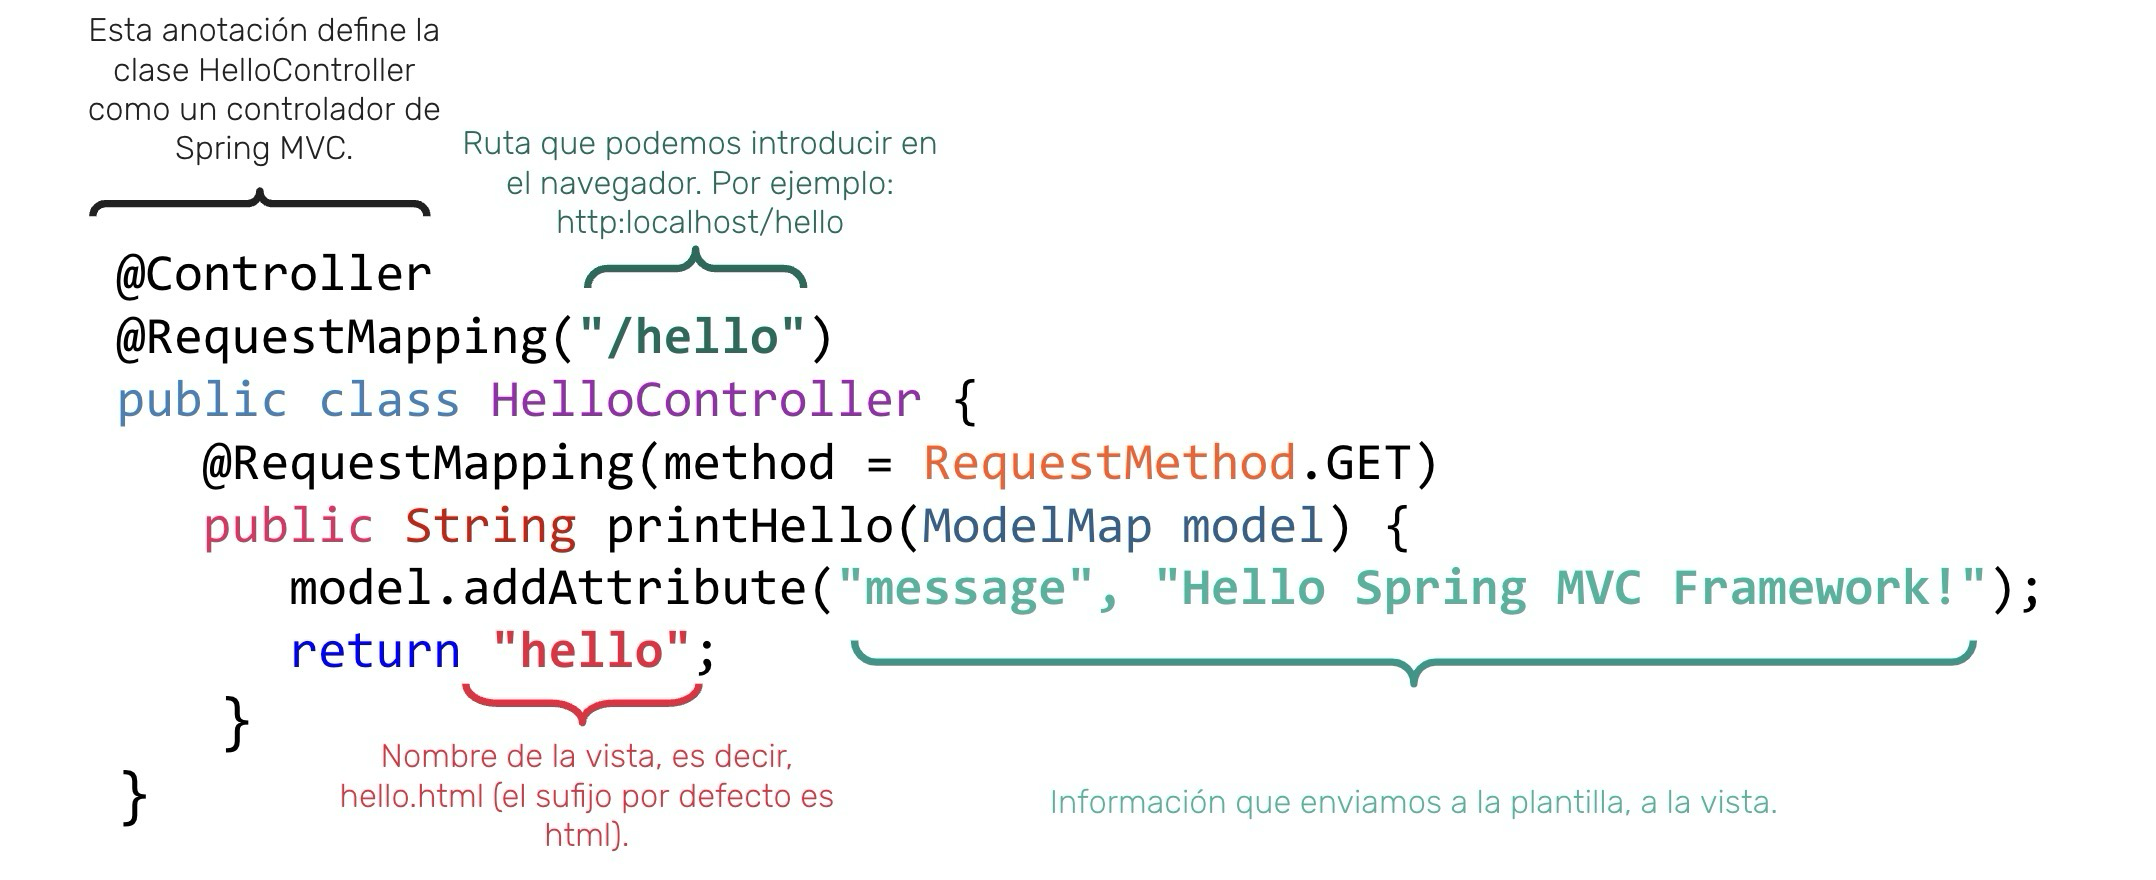 Esta anotación define la
clase HelloController
como un controlador de
Spring MVC.
Ruta que podemos introducir en
el navegador. Por ejemplo:
http:localhost/hello
@Controller
@RequestMapping("/hello")
public class HelloController {
@RequestMapping(method = RequestMethod.GET)
public String printHello(ModelMap model) {
model.addAttribute("message", "Hello Spring MVC Framework!");
return "hello";
}
}
Nombre de la vista, es decir,
hello.html (el sufijo por defecto es
html).
Información que enviamos a la plantilla, a la vista.